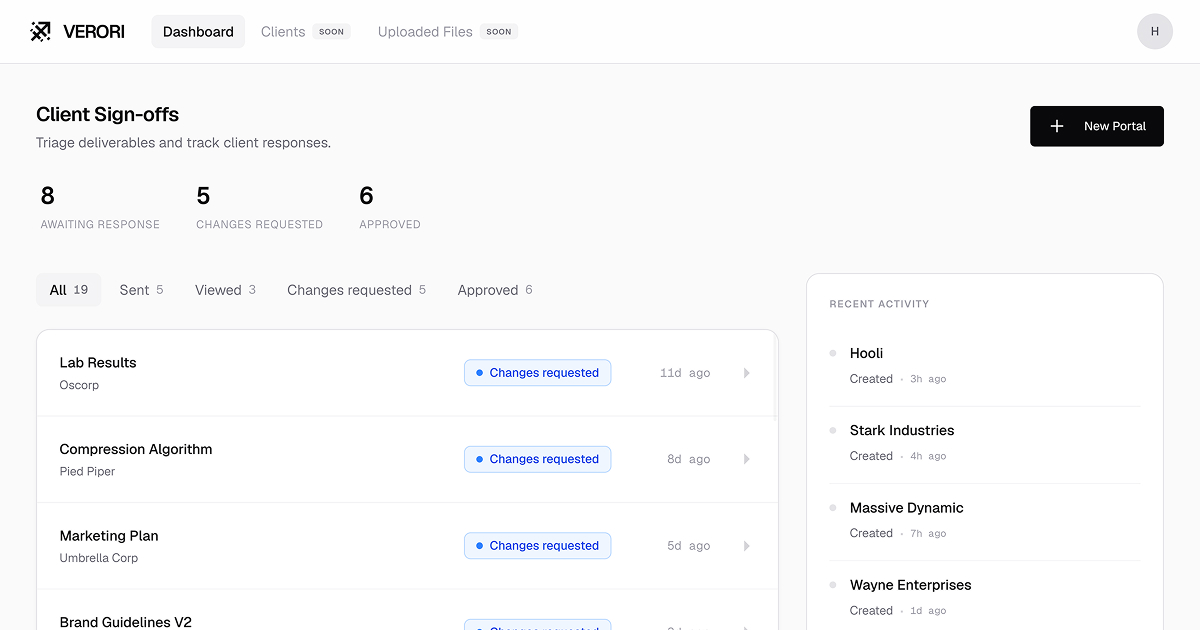 VERORI Dashboard Clients SOON Uploaded Files SOON H
Client Sign-offs
Triage deliverables and track client responses.
New Portal
8 5 6
AWAITING RESPONSE CHANGES REQUESTED APPROVED
All 19 Sent 5 Viewed 3 Changes requested 5 Approved 6
Lab Results
Oscorp
Changes requested 11d ago
Compression Algorithm
Pied Piper
Changes requested 8d ago
Marketing Plan
Umbrella Corp
Changes requested 5d ago
Brand Guidelines V2
Changes requested
RECENT ACTIVITY
Hooli
Created · 3h ago
Stark Industries
Created · 4h ago
Massive Dynamic
Created · 7h ago
Wayne Enterprises
Created · 1d ago